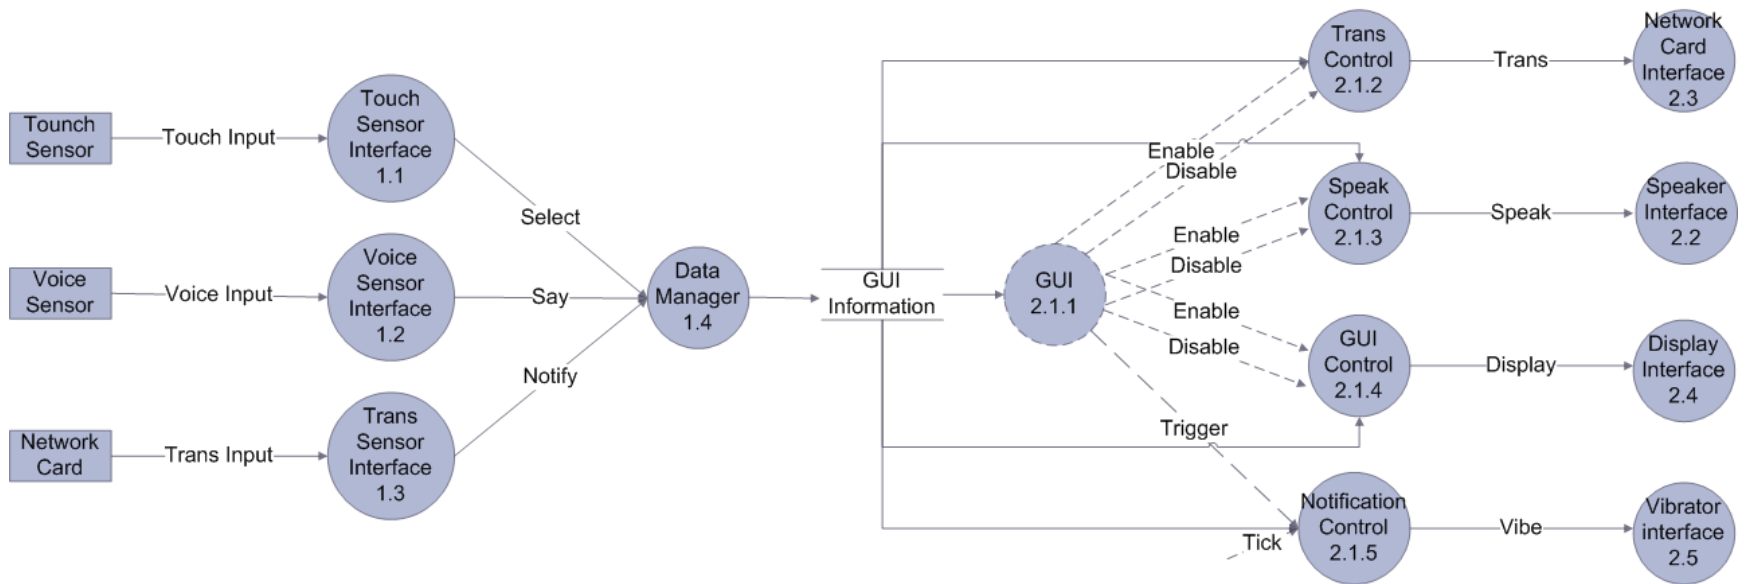 Tounch
Sensor
Touch Input
Touch
Sensor
Interface
1.1
Select
Voice
Sensor
Voice Input
Voice
Sensor
Interface
1.2
Say
Network
Card
Trans Input
Trans
Sensor
Interface
1.3
Notify
Data
Manager
1.4
GUI
Information
GUI
2.1.1
Enable
Disable
Enable
Disable
Enable
Disable
Trigger
Tick
Trans
Control
2.1.2
Trans
Network
Card
Interface
2.3
Speak
Control
2.1.3
Speak
Speaker
Interface
2.2
GUI
Control
2.1.4
Display
Display
Interface
2.4
Notification
Control
2.1.5
Vibe
Vibrator
interface
2.5